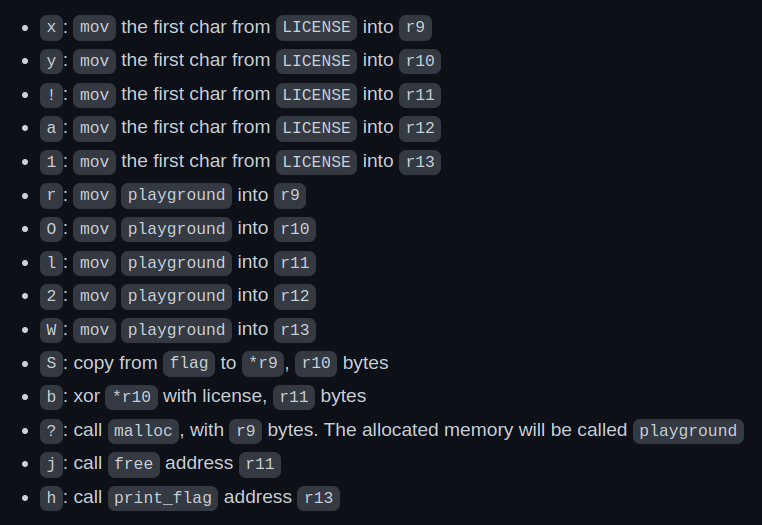 x: mov the first char from LICENSE into r9
y: mov the first char from LICENSE into r10
!: mov the first char from LICENSE into r11
a: mov the first char from LICENSE into r12
1: mov the first char from LICENSE into r13
r: mov playground into r9
O: mov playground into r10
l: mov playground into r11
2: mov playground into r12
W: mov playground into r13
S: copy from flag to *r9, r10 bytes
b: xor *r10 with license, r11 bytes
?: call malloc, with r9 bytes. The allocated memory will be called playground
j: call free address r11
h: call print_flag address r13